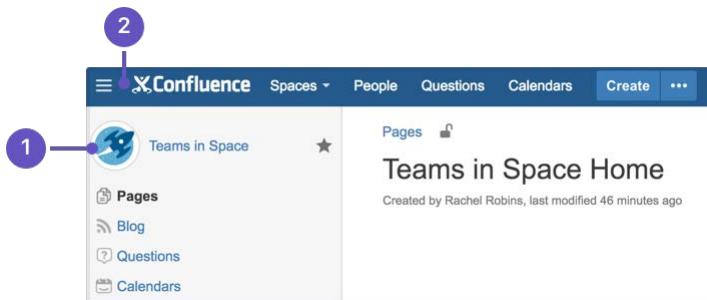 2
Confluence Spaces People Questions Calendars Create •••
1
Teams in Space
Pages
Blog
Questions
Calendars
Pages
Teams in Space Home
Created by Rachel Robins, last modified 46 minutes ago